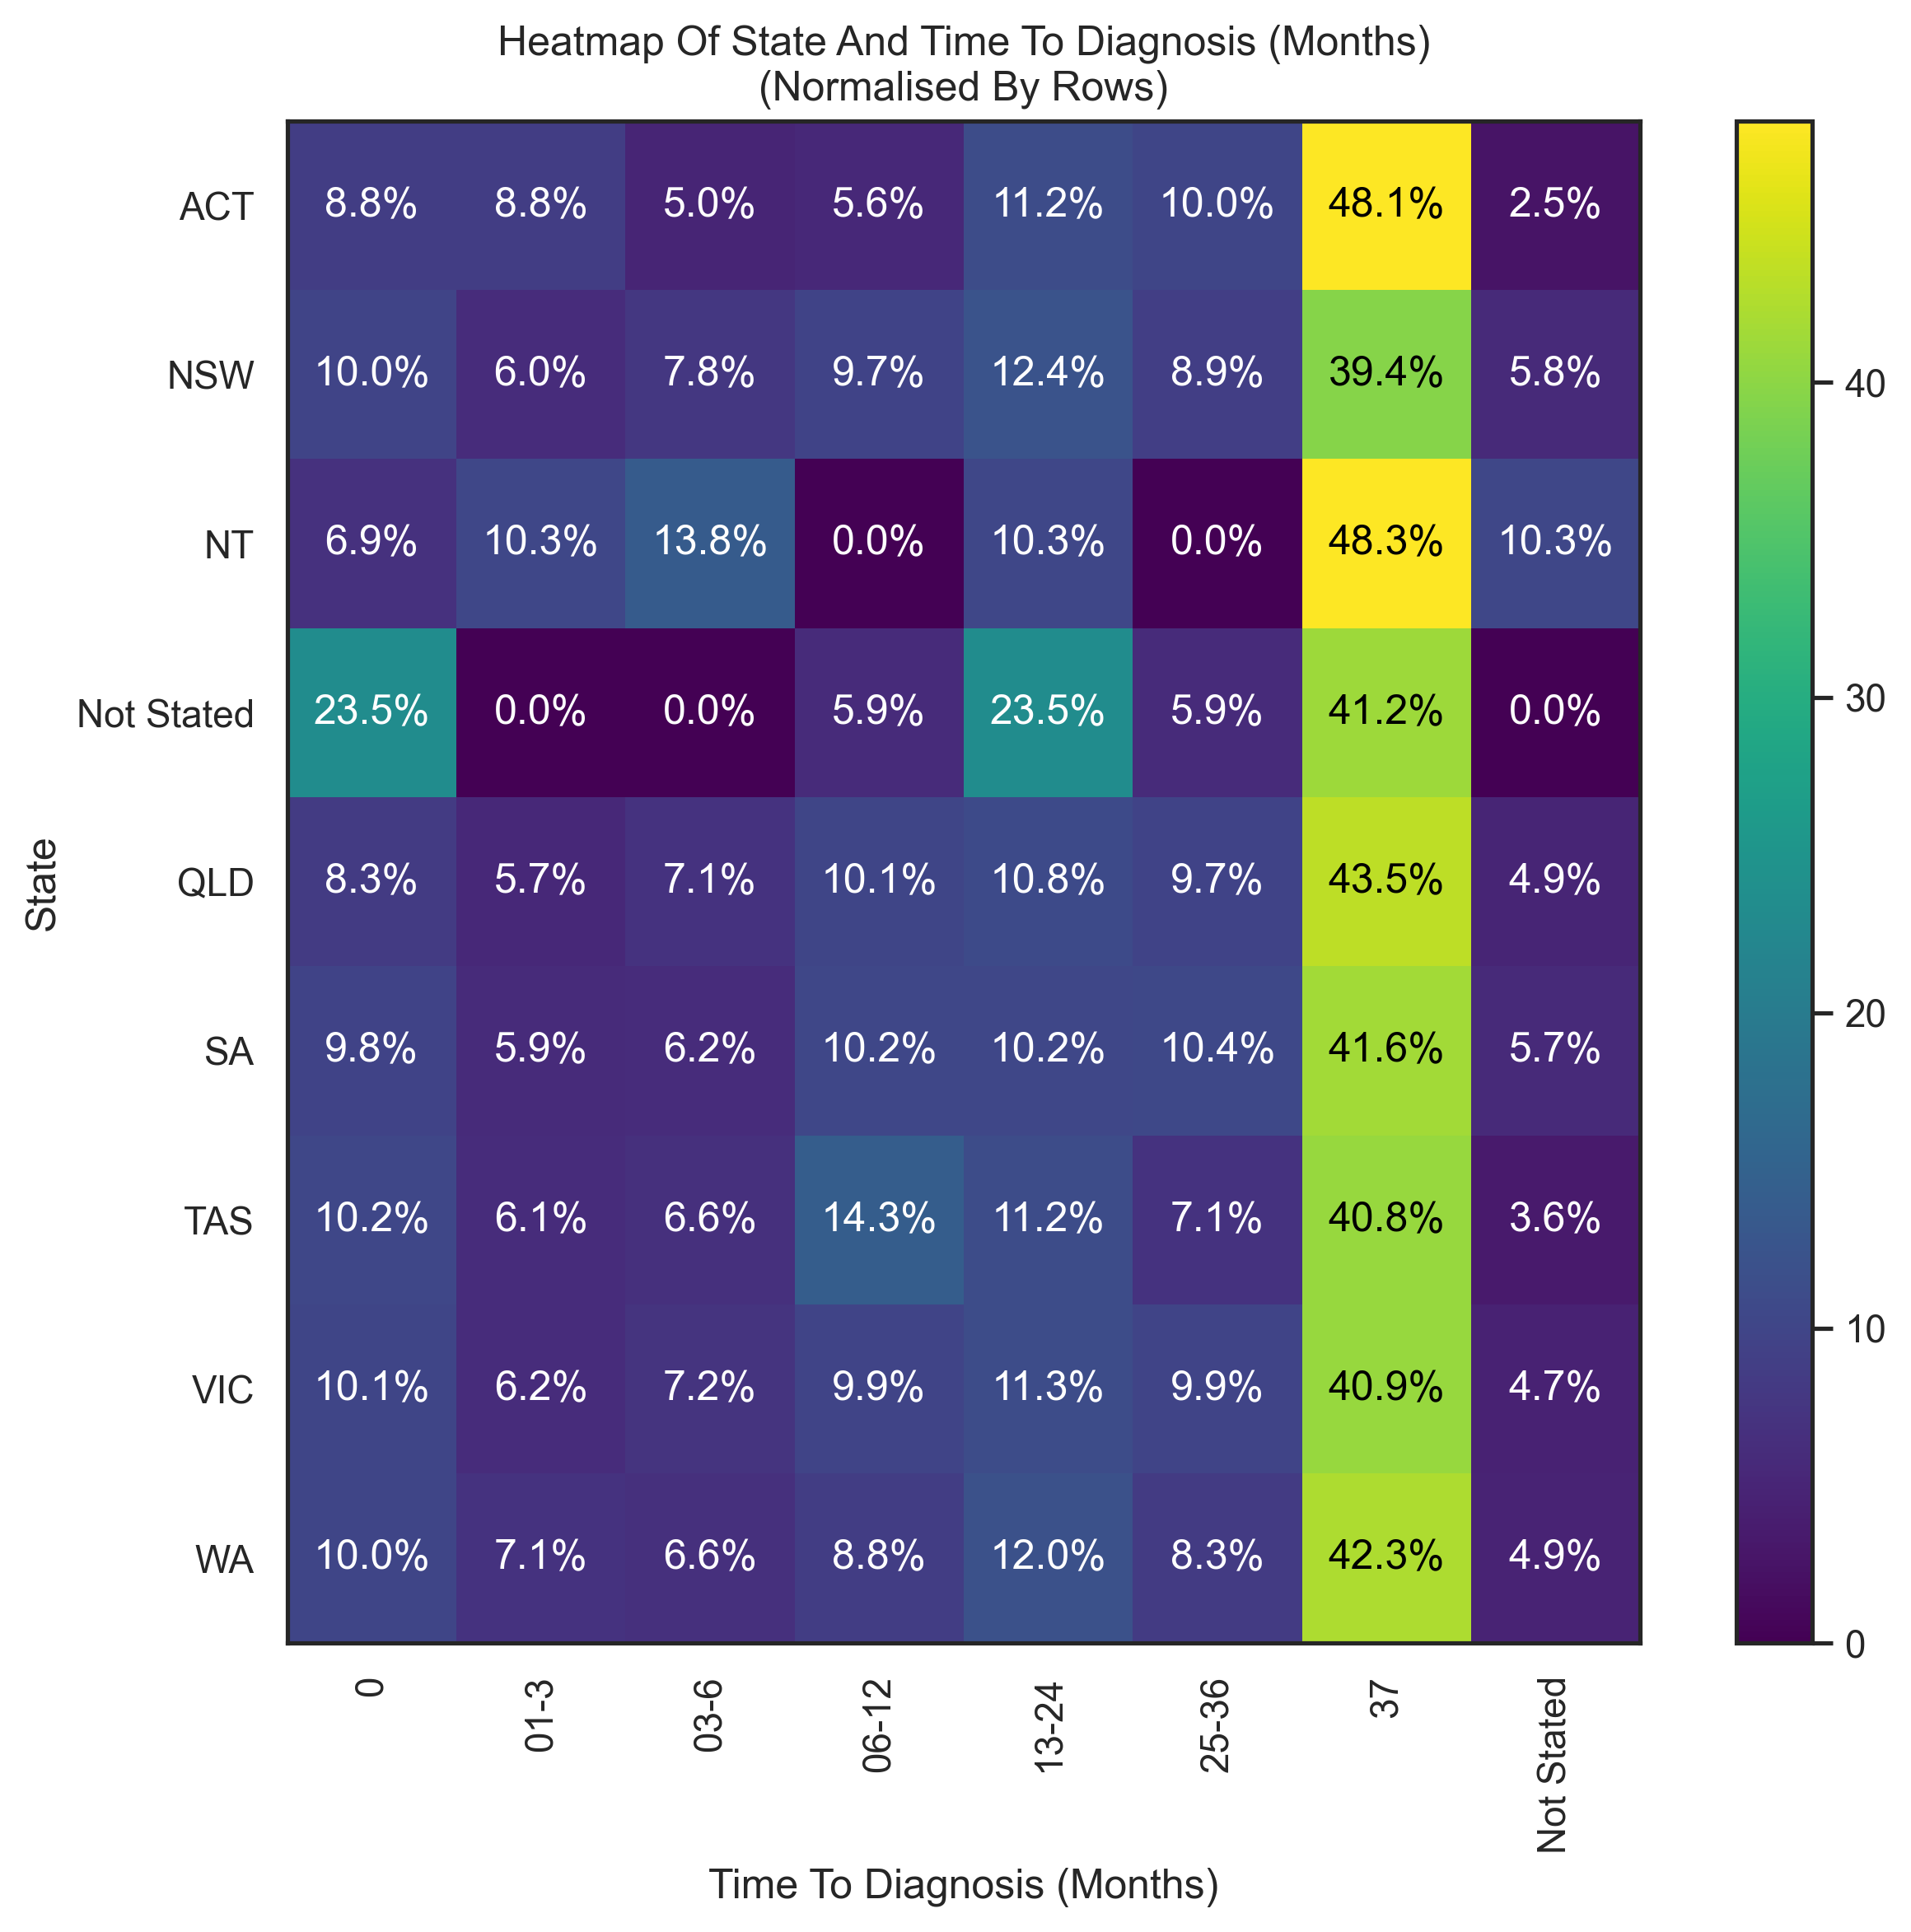 Heatmap Of State And Time To Diagnosis (Months)
(Normalised By Rows)
ACT 8.8% 8.8% 5.0% 5.6% 11.2% 10.0% 48.1% 2.5%
NSW 10.0% 6.0% 7.8% 9.7% 12.4% 8.9% 39.4% 5.8%
NT 6.9% 10.3% 13.8% 0.0% 10.3% 0.0% 48.3% 10.3%
Not Stated 23.5% 0.0% 0.0% 5.9% 23.5% 5.9% 41.2% 0.0%
QLD 8.3% 5.7% 7.1% 10.1% 10.8% 9.7% 43.5% 4.9%
SA 9.8% 5.9% 6.2% 10.2% 10.2% 10.4% 41.6% 5.7%
TAS 10.2% 6.1% 6.6% 14.3% 11.2% 7.1% 40.8% 3.6%
VIC 10.1% 6.2% 7.2% 9.9% 11.3% 9.9% 40.9% 4.7%
WA 10.0% 7.1% 6.6% 8.8% 12.0% 8.3% 42.3% 4.9%
0 01-3 03-6 06-12 13-24 25-36 37 Not Stated
Time To Diagnosis (Months)
State
40
30
20
10
0